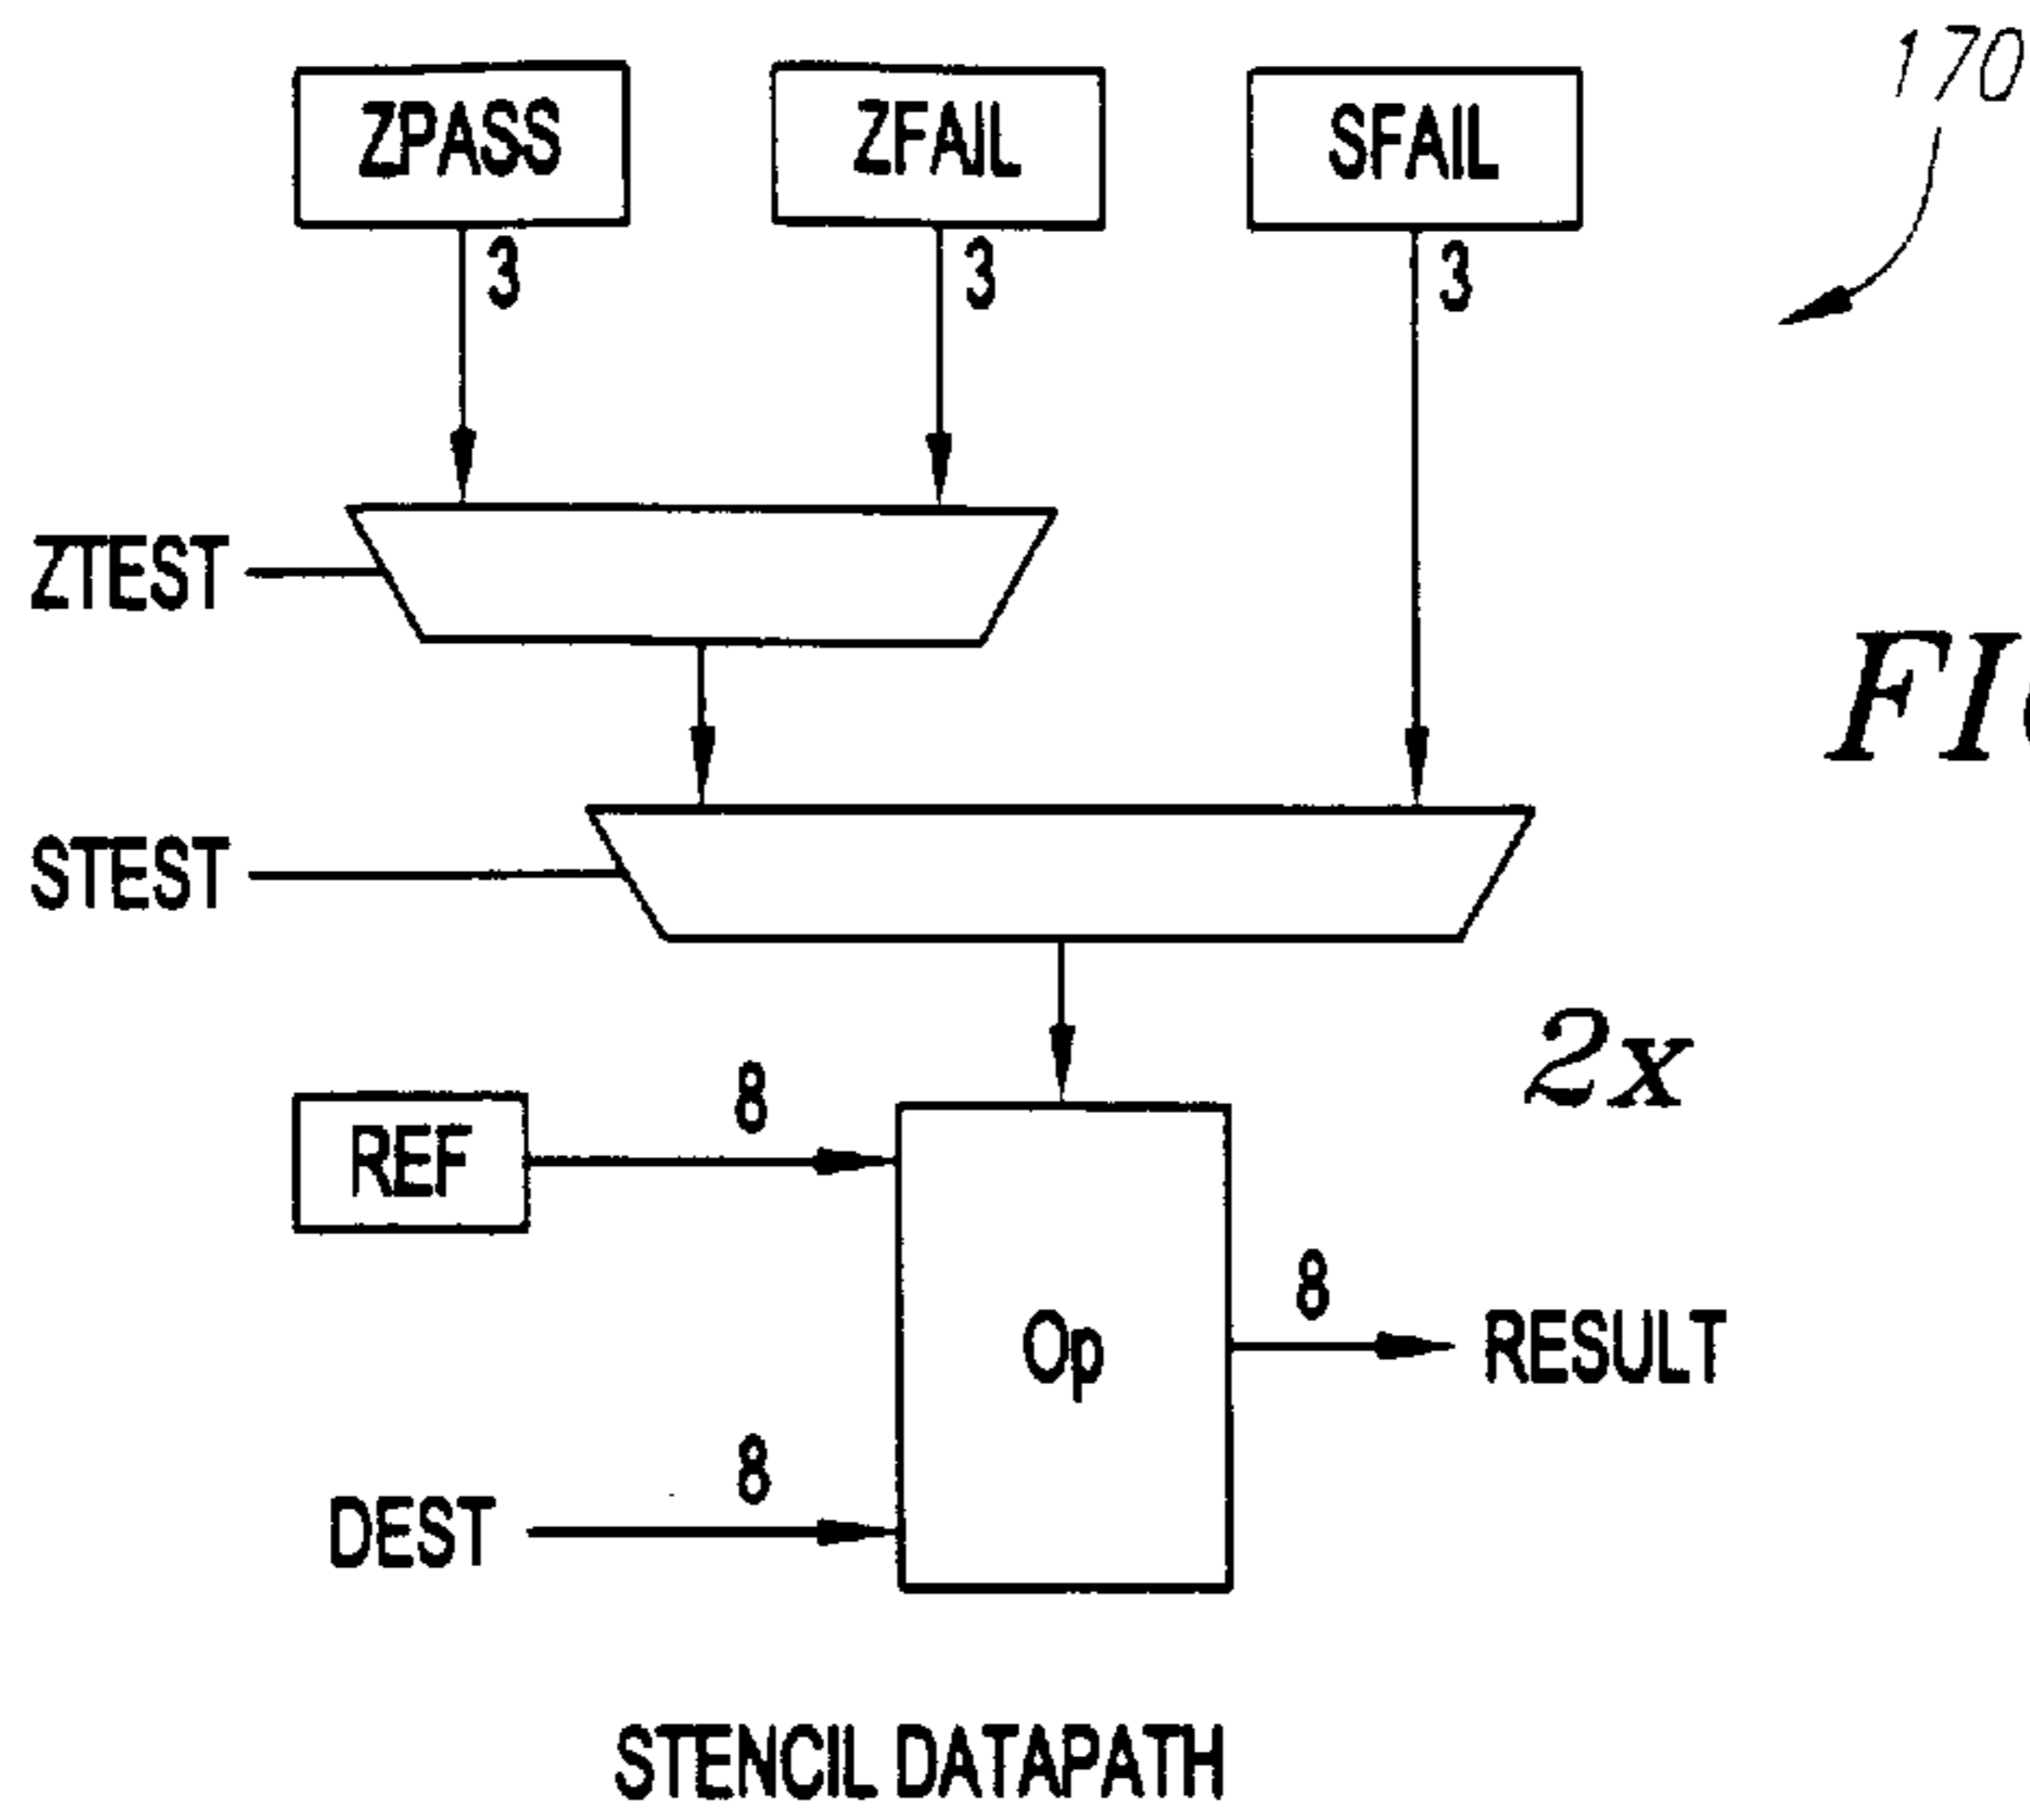 170
ZPASS ZFAIL SFAIL
3 3 3
ZTEST
FI
STEST
2x
8
REF
Op
8
RESULT
8
DEST
STENCIL DATAPATH